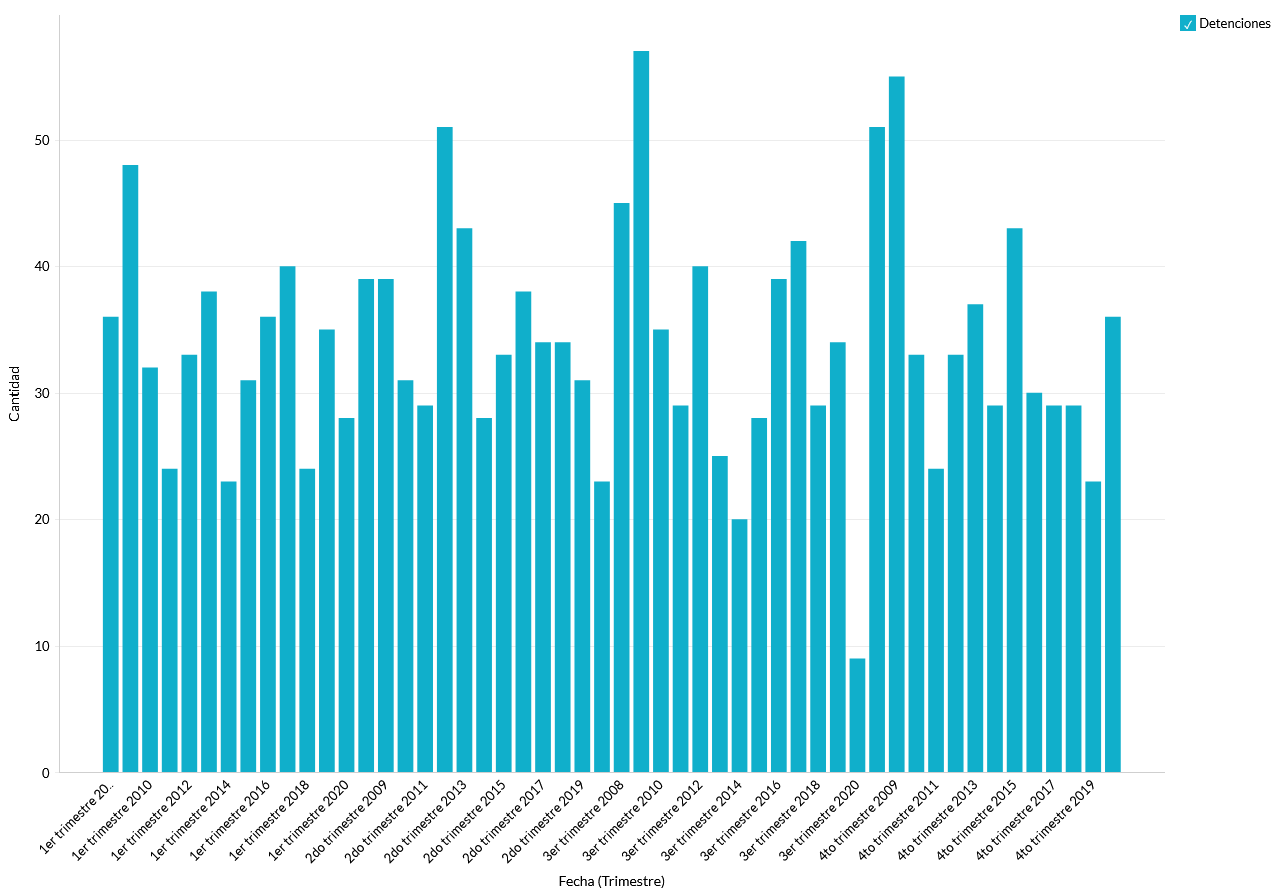 Detenciones
50
40
30
20
10
0
Cantidad
1er trimestre 20..
1er trimestre 2010
1er trimestre 2012
1er trimestre 2014
1er trimestre 2016
1er trimestre 2018
1er trimestre 2020
2do trimestre 2009
2do trimestre 2011
2do trimestre 2013
2do trimestre 2015
2do trimestre 2017
2do trimestre 2019
3er trimestre 2008
3er trimestre 2010
3er trimestre 2012
3er trimestre 2014
3er trimestre 2016
3er trimestre 2018
3er trimestre 2020
4to trimestre 2009
4to trimestre 2011
4to trimestre 2013
4to trimestre 2015
4to trimestre 2017
4to trimestre 2019
Fecha (Trimestre)